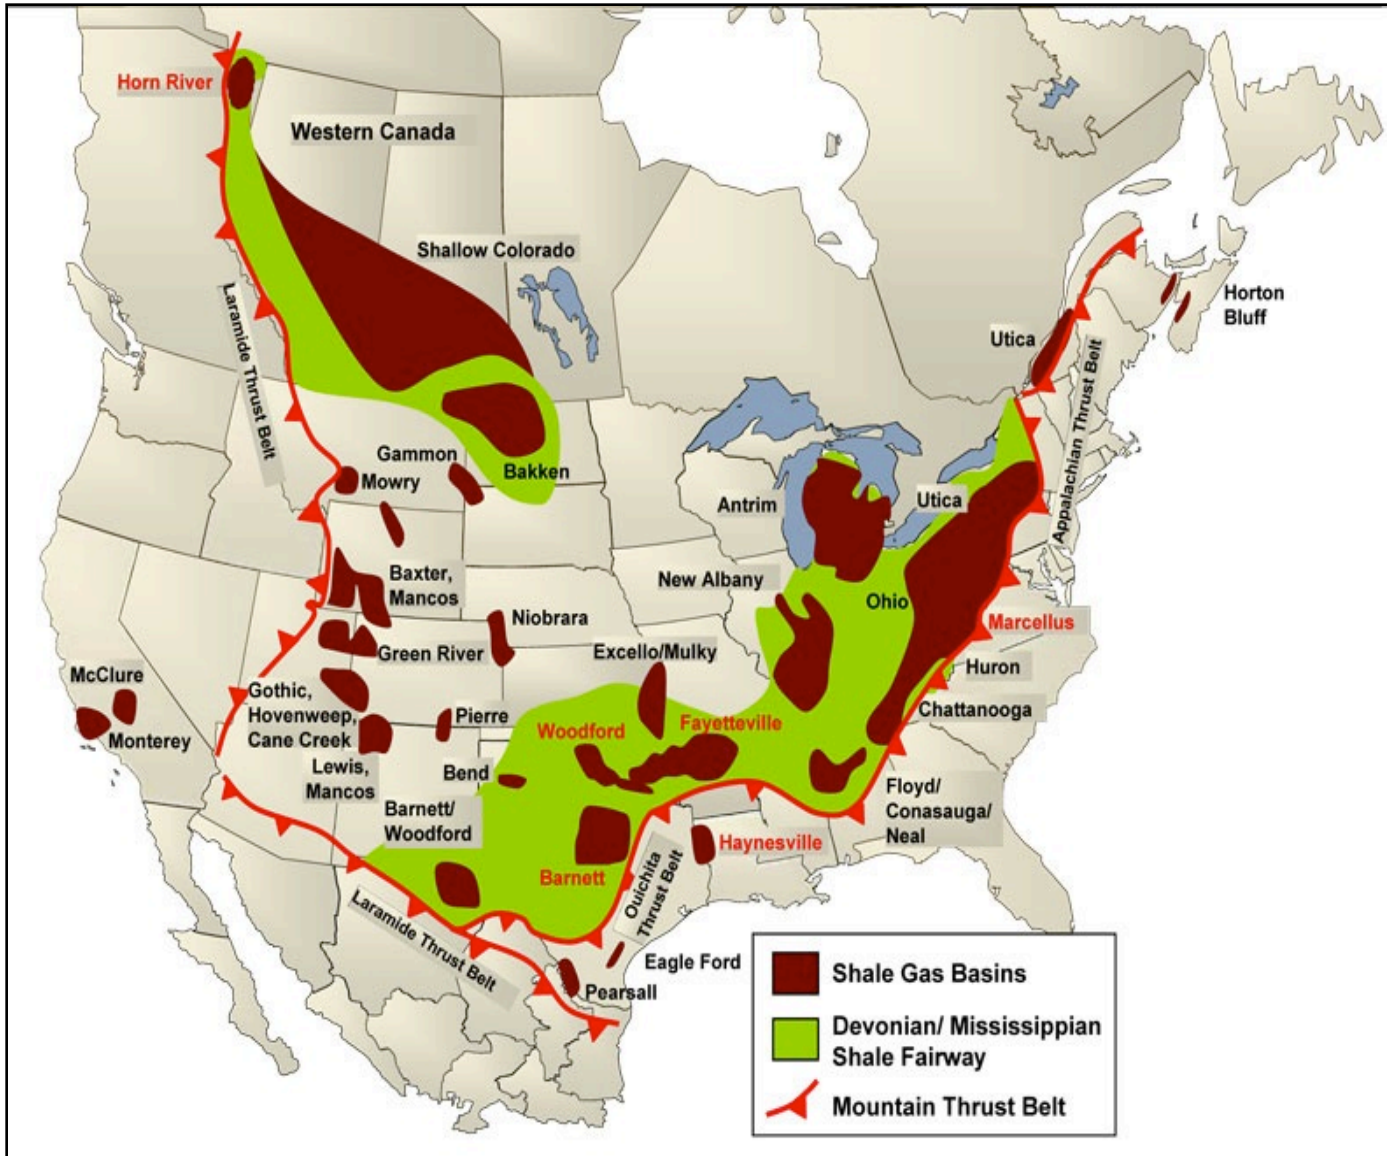 Horn River
Western Canada
Shallow Colorado
Laramide Thrust Belt
Horton
Bluff
Utica
Appalachian Thrust Belt
Gammon
Mowry
Bakken
Antrim
Utica
Baxter,
Mancos
New Albany
Ohio
Niobrara
Marcellus
Green River
Excello/Mulky
Huron
McClure
Gothic,
Hovenweep,
Cane Creek
Pierre
Chattanooga
Monterey
Woodford
Fayetteville
Lewis,
Mancos
Bend
Barnett/
Woodford
Floyd/
Conasauga/
Neal
Haynesville
Barnett
Ouichita
Thrust Belt
Laramide Thrust Belt
Eagle Ford
Pearsall
Shale Gas Basins
Devonian/ Mississippian
Shale Fairway
Mountain Thrust Belt